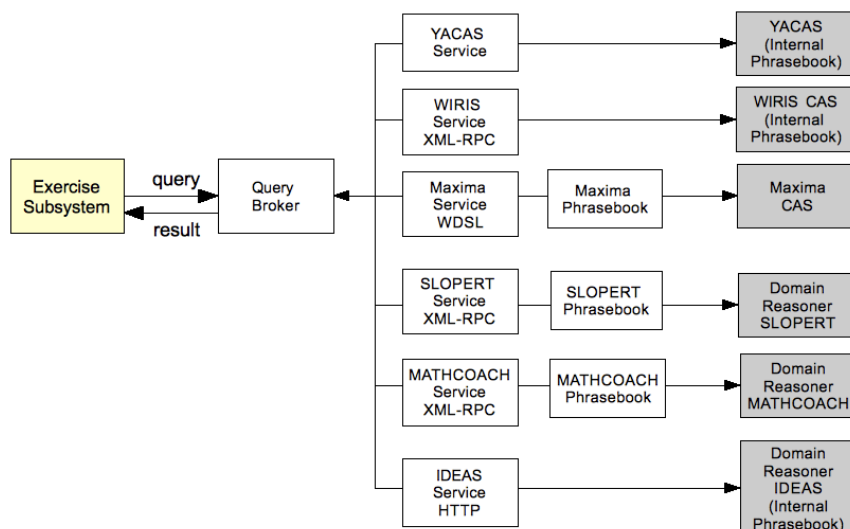 YACAS
Service
YACAS
(Internal
Phrasebook)
WIRIS
Service
XML-RPC
WIRIS CAS
(Internal
Phrasebook)
Exercise
Subsystem
query
result
Query
Broker
Maxima
Service
WDSL
Maxima
Phrasebook
Maxima
CAS
SLOPERT
Service
XML-RPC
SLOPERT
Phrasebook
Domain
Reasoner
SLOPERT
MATHCOACH
Service
XML-RPC
MATHCOACH
Phrasebook
Domain
Reasoner
MATHCOACH
IDEAS
Service
HTTP
Domain
Reasoner
IDEAS
(Internal
Phrasebook)